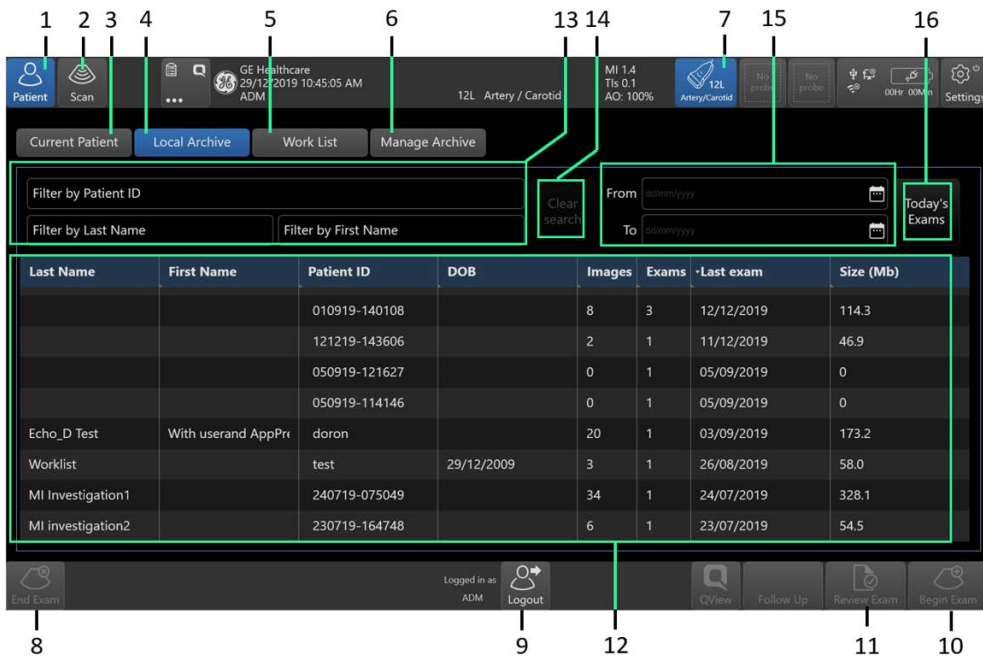 1 2 3 4 5 6 13 14 7 15 16
Patient
Scan
GE Healthcare
29/12/2019 10:45:05 AM
ADM
12L Artery / Carotid
MI 1.4
TIs 0.1
AO: 100%
12L
Artery/Carotid
No probe
No probe
00Hr 00Min
Settings
Current Patient Local Archive Work List Manage Archive
Filter by Patient ID
Filter by Last Name Filter by First Name
Clear search
From dd/mm/yyyy
To dd/mm/yyyy
Today's Exams
Last Name First Name Patient ID DOB Images Exams Last exam Size (Mb)
010919-140108 8 3 12/12/2019 114.3
121219-143606 2 1 11/12/2019 46.9
050919-121627 0 1 05/09/2019 0
050919-114146 0 1 05/09/2019 0
Echo_D Test With userand AppPre doron 20 1 03/09/2019 173.2
Worklist test 29/12/2009 3 1 26/08/2019 58.0
MI Investigation1 240719-075049 34 1 24/07/2019 328.1
MI investigation2 230719-164748 6 1 23/07/2019 54.5
End Exam
Logged in as
ADM
Logout
QView
Follow Up
Review Exam
Begin Exam
8 9 12 11 10